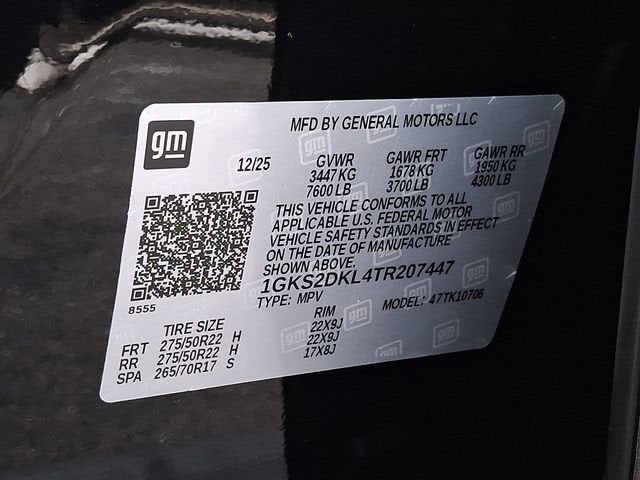 gm
MFD BY GENERAL MOTORS LLC
12/25 GVWR GAWR FRT GAWR RR
3447 KG 1678 KG 1950 KG
7600 LB 3700 LB 4300 LB
THIS VEHICLE CONFORMS TO ALL
APPLICABLE U.S. FEDERAL MOTOR
VEHICLE SAFETY STANDARDS IN EFFECT
ON THE DATE OF MANUFACTURE
SHOWN ABOVE.
1GKS2DKL4TR207447
8555
TYPE: MPV MODEL: 47TK10706
TIRE SIZE RIM
FRT 275/50R22 H 22X9J
RR 275/50R22 H 22X9J
SPA 265/70R17 S 17X8J